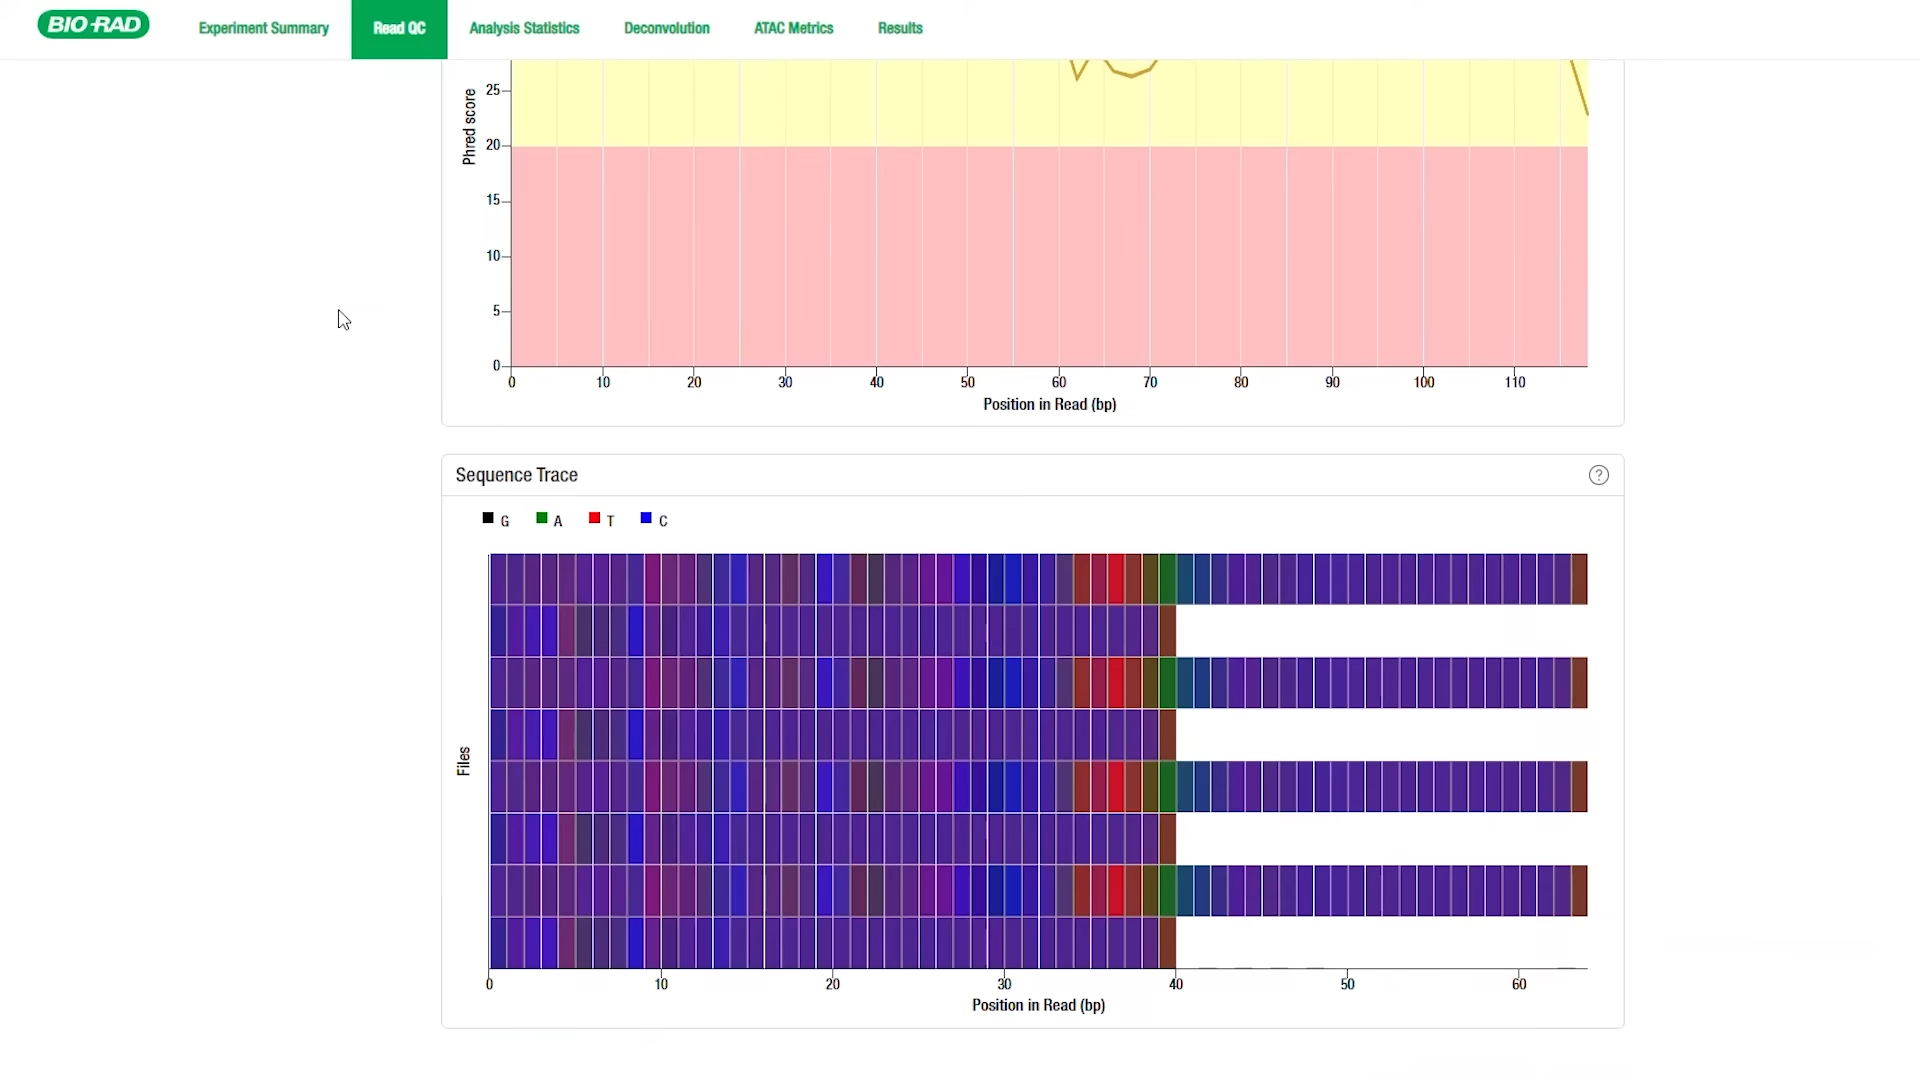 BIO-RAD
Experiment Summary Read QC Analysis Statistics Deconvolution ATAC Metrics Results
Phred score
25
20
15
10
5
0
0 10 20 30 40 50 60 70 80 90 100 110
Position in Read (bp)
Sequence Trace ?
G A T C
Files
0 10 20 30 40 50 60
Position in Read (bp)